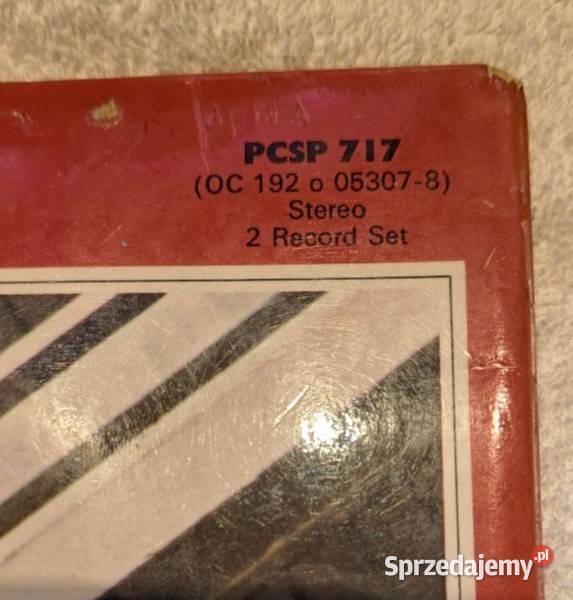 PCSP 717
(OC 192 o 05307-8)
Stereo
2 Record Set
Sprzedajemy.pl